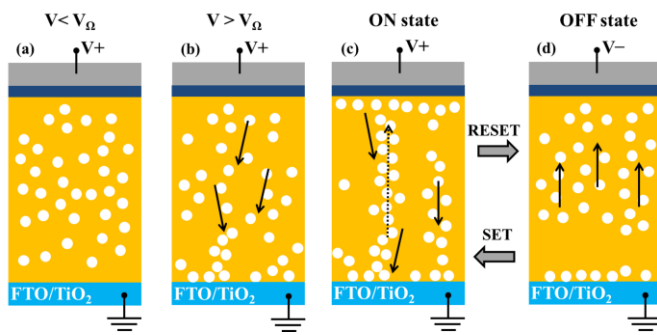 V< VΩ
V > VΩ
ON state
OFF state
(a)
V+
(b)
V+
(c)
V+
(d)
V−
RESET
SET
FTO/TiO2
FTO/TiO2
FTO/TiO2
FTO/TiO2